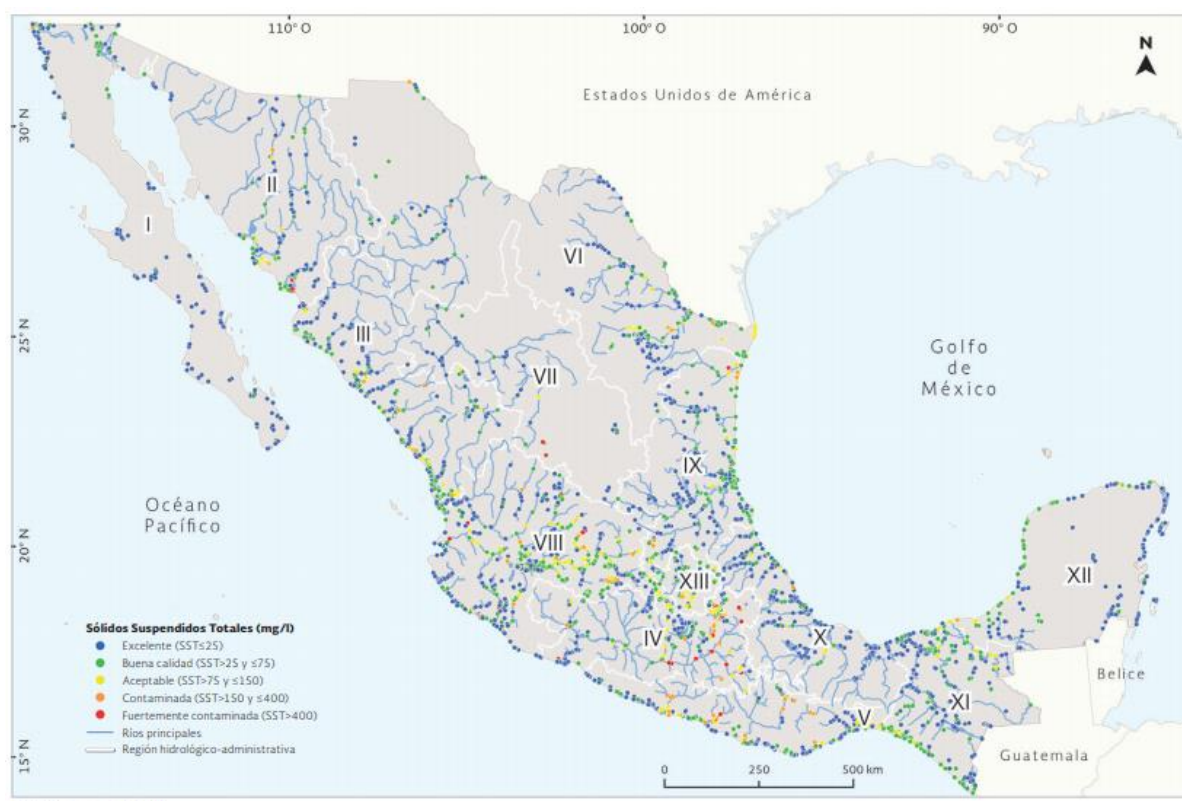 110° O
100° O
90° O
N
Estados Unidos de América
30° N
II
I
VI
25° N
III
VII
Golfo
de
México
IX
Océano
Pacífico
20° N
VIII
XIII
XII
Sólidos Suspendidos Totales (mg/l)
Excelente (SST≤25)
Buena calidad (SST>25 y ≤75)
Aceptable (SST>75 y ≤150)
Contaminada (SST>150 y ≤400)
Fuertemente contaminada (SST>400)
Ríos principales
Región hidrológico-administrativa
IV
X
Belice
XI
V
Guatemala
15° N
0 250 500 km